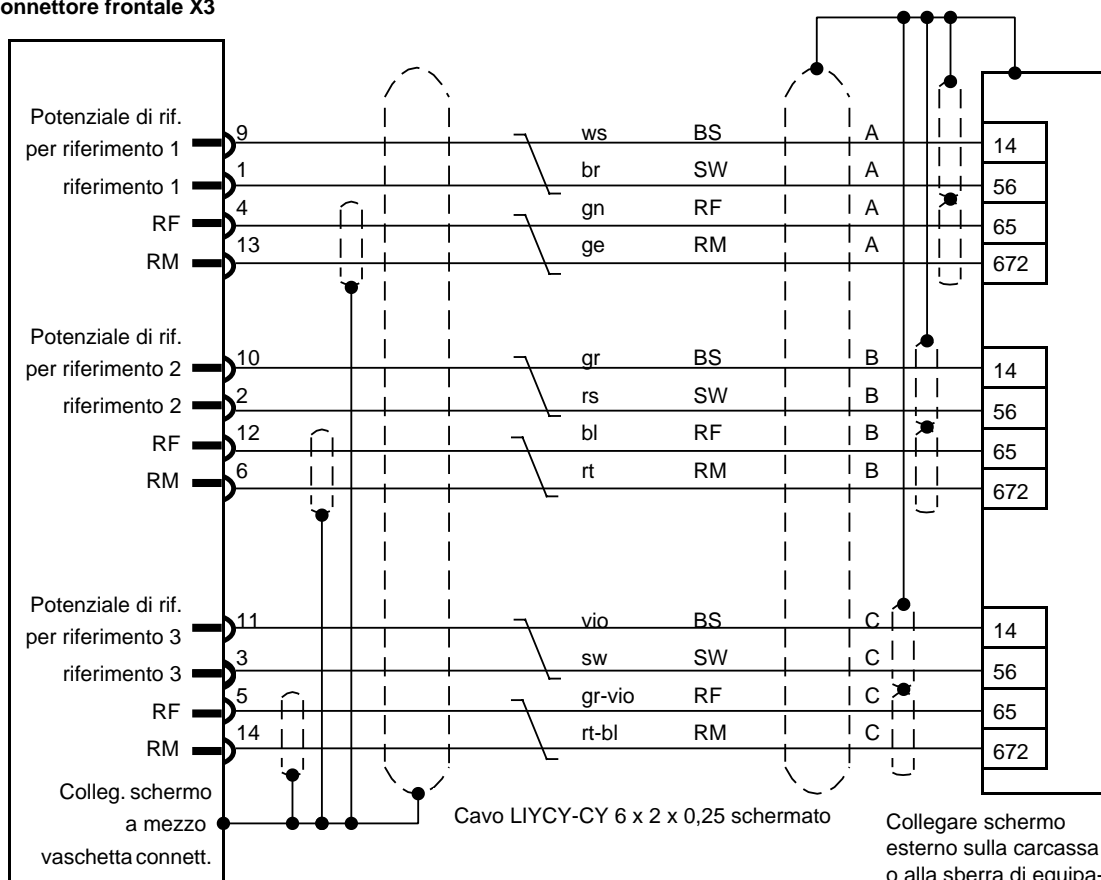 onnettore frontale X3
Potenziale di rif.
per riferimento 1
9 ws BS A 14
riferimento 1 1 br SW A 56
RF 4 gn RF A 65
RM 13 ge RM A 672
Potenziale di rif.
per riferimento 2
10 gr BS B 14
riferimento 2 2 rs SW B 56
RF 12 bl RF B 65
RM 6 rt RM B 672
Potenziale di rif.
per riferimento 3
11 vio BS C 14
riferimento 3 3 sw SW C 56
RF 5 gr-vio RF C 65
RM 14 rt-bl RM C 672
Colleg. schermo
a mezzo
vaschetta connett.
Cavo LIYCY-CY 6 x 2 x 0,25 schermato
Collegare schermo
esterno sulla carcassa
o alla sberra di equipa-